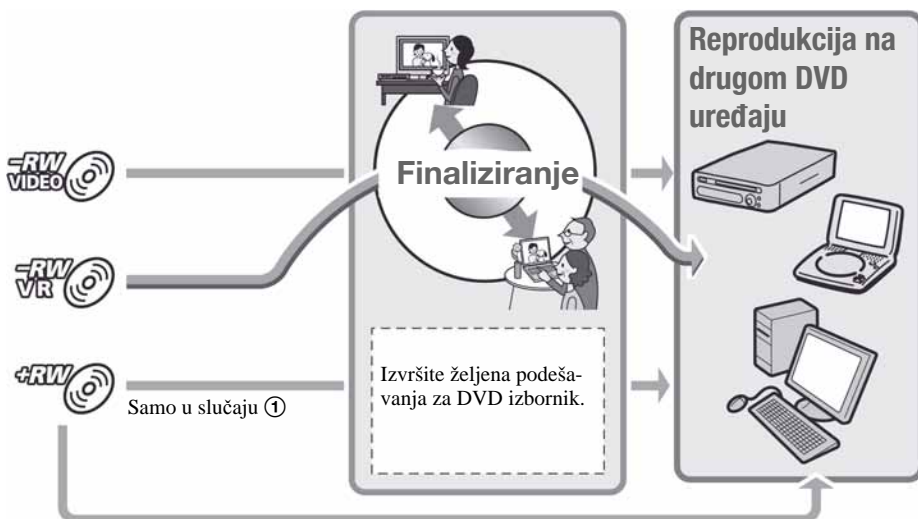 Reprodukcija na
drugom DVD
uređaju
-RW
VIDEO
Finaliziranje
-RW
VR
+RW
Samo u slučaju ①
Izvršite željena podeša-
vanja za DVD izbornik.